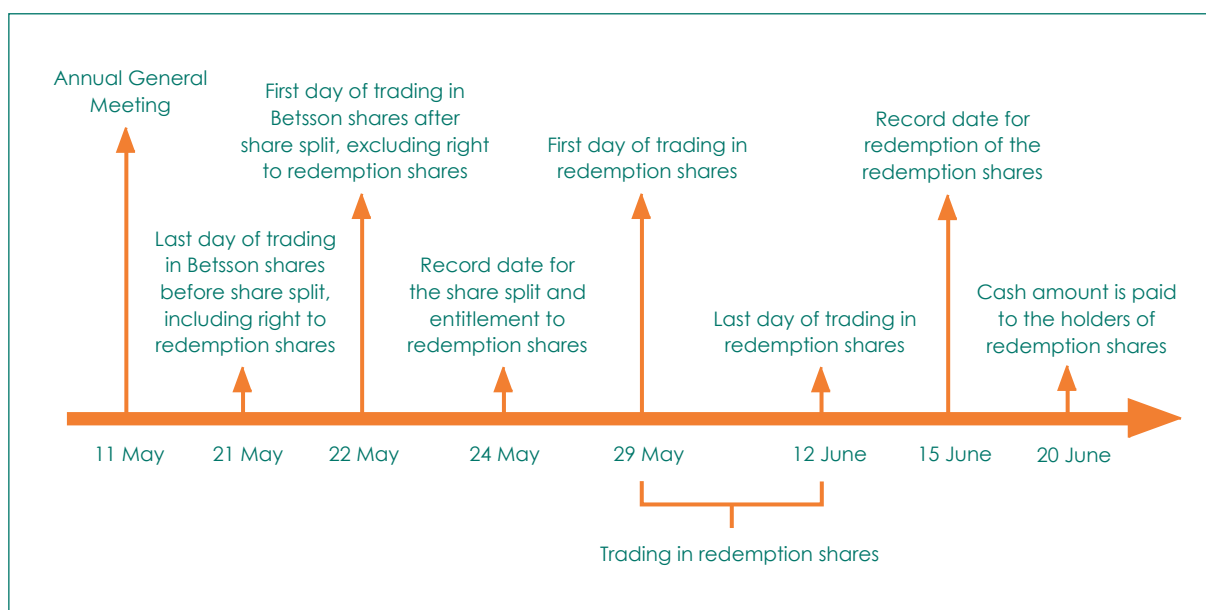 Annual General
Meeting
First day of trading in
Betsson shares after
share split, excluding right
to redemption shares
First day of trading in
redemption shares
Record date for
redemption of the
redemption shares
Last day of trading
in Betsson shares
before share split,
including right to
redemption shares
Record date for
the share split and
entitlement to
redemption shares
Last day of trading in
redemption shares
Cash amount is paid
to the holders of
redemption shares
11 May
21 May
22 May
24 May
29 May
12 June
15 June
20 June
Trading in redemption shares